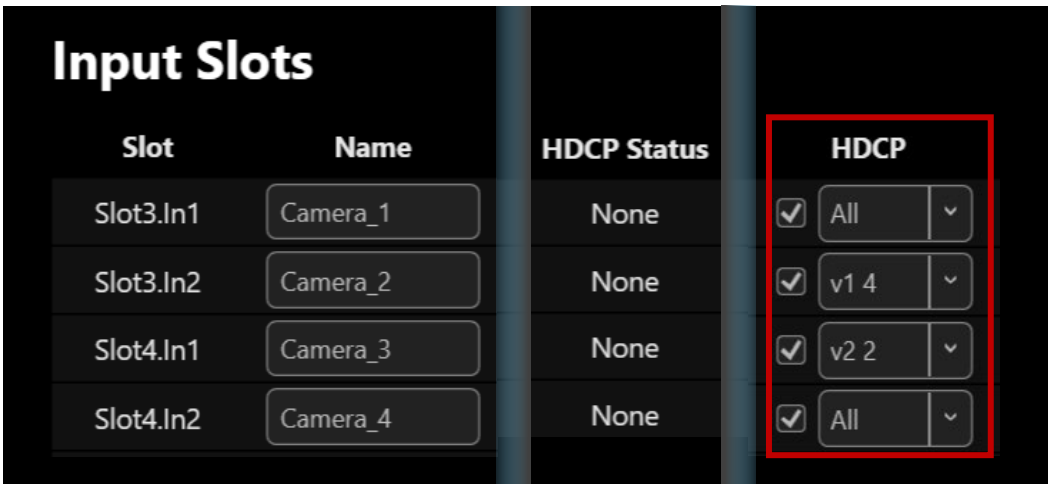 Input Slots
Slot Name HDCP Status HDCP
Slot3.In1 Camera_1 None All
Slot3.In2 Camera_2 None v1 4
Slot4.In1 Camera_3 None v2 2
Slot4.In2 Camera_4 None All